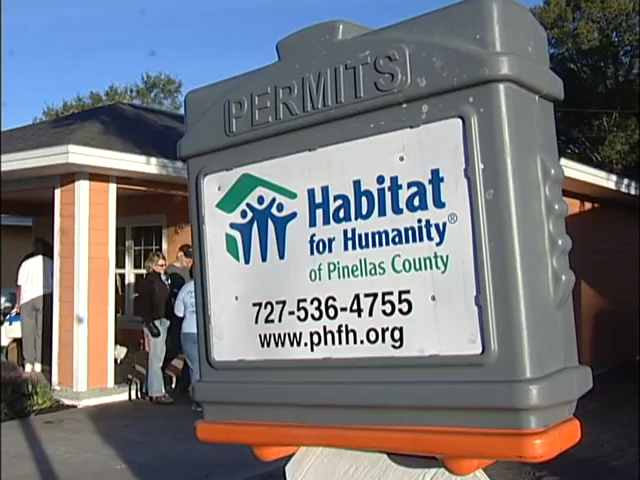 PERMITS
Habitat
for Humanity®
of Pinellas County
727-536-4755
www.phfh.org